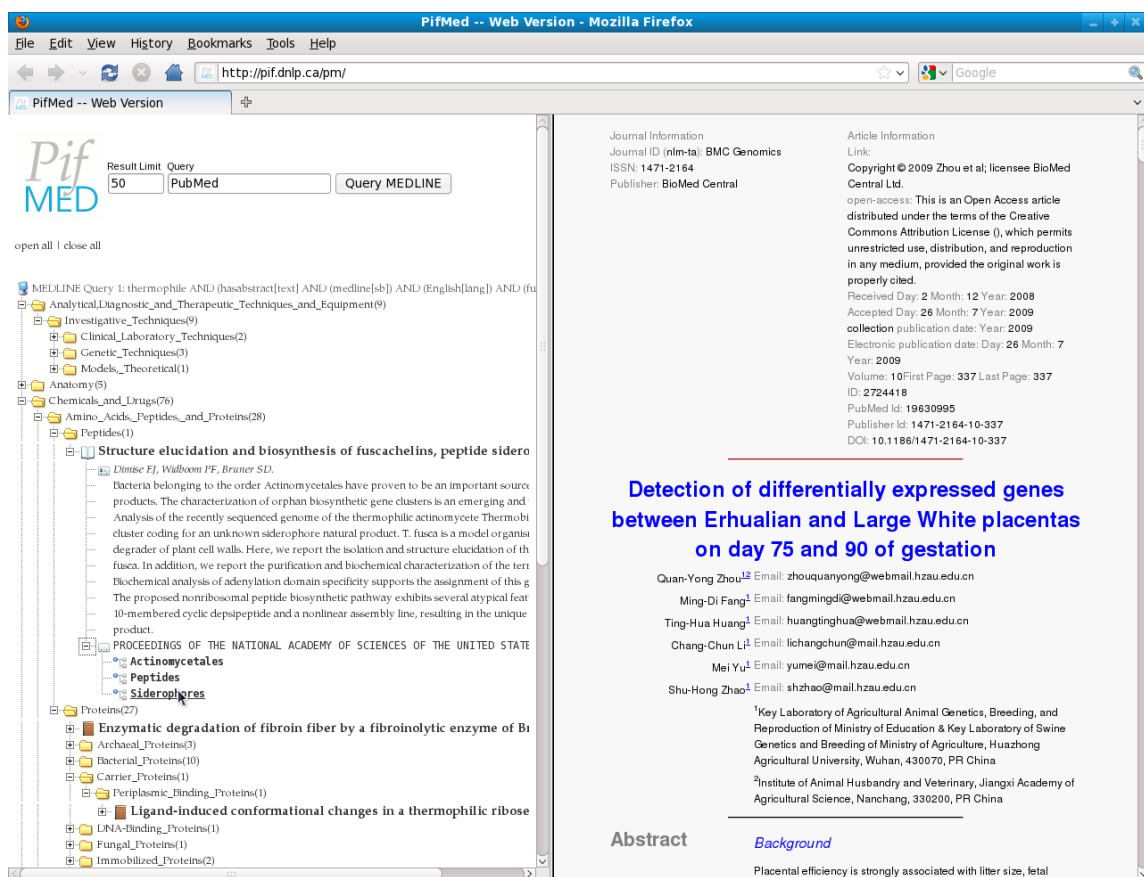 PifMed -- Web Version - Mozilla Firefox
File Edit View History Bookmarks Tools Help
http://pif.dnlp.ca/pm/
Google
PifMed -- Web Version
Pif
MED
Result Limit Query
50 PubMed Query MEDLINE
open all | close all
MEDLINE Query 1: thermophile AND (hasabstract[text] AND (medline[sb]) AND (English[lang]) AND (fu
Analytical,Diagnostic_and_Therapeutic_Techniques_and_Equipment(9)
Investigative_Techniques(9)
Clinical_Laboratory_Techniques(2)
Genetic_Techniques(3)
Models,_Theoretical(1)
Anatomy(5)
Chemicals_and_Drugs(76)
Amino_Acids,_Peptides,_and_Proteins(28)
Peptides(1)
Structure elucidation and biosynthesis of fuscachelins, peptide sidero
Dimise EJ, Widboom PF, Bruner SD.
Bacteria belonging to the order Actinomycetales have proven to be an important source
products. The characterization of orphan biosynthetic gene clusters is an emerging and
Analysis of the recently sequenced genome of the thermophilic actinomycete Thermobi
cluster coding for an unknown siderophore natural product. T. fusca is a model organis
degrader of plant cell walls. Here, we report the isolation and structure elucidation of th
fusca. In addition, we report the purification and biochemical characterization of the terr
Biochemical analysis of adenylation domain specificity supports the assignment of this g
The proposed nonribosomal peptide biosynthetic pathway exhibits several atypical feat
10-membered cyclic depsipeptide and a nonlinear assembly line, resulting in the unique
product.
PROCEEDINGS OF THE NATIONAL ACADEMY OF SCIENCES OF THE UNITED STATE
Actinomycetales
Peptides
Siderophores
Proteins(27)
Enzymatic degradation of fibroin fiber by a fibroinolytic enzyme of Br
Archaeal_Proteins(3)
Bacterial_Proteins(10)
Carrier_Proteins(1)
Periplasmic_Binding_Proteins(1)
Ligand-induced conformational changes in a thermophilic ribose
DNA-Binding_Proteins(1)
Fungal_Proteins(1)
Immobilized_Proteins(2)
Journal Information
Journal ID (nlm-ta): BMC Genomics
ISSN: 1471-2164
Publisher: BioMed Central
Article Information
Link:
Copyright © 2009 Zhou et al; licensee BioMed
Central Ltd.
open-access: This is an Open Access article
distributed under the terms of the Creative
Commons Attribution License (), which permits
unrestricted use, distribution, and reproduction
in any medium, provided the original work is
properly cited.
Received Day: 2 Month: 12 Year: 2008
Accepted Day: 26 Month: 7 Year: 2009
collection publication date: Year: 2009
Electronic publication date: Day: 26 Month: 7
Year: 2009
Volume: 10First Page: 337 Last Page: 337
ID: 2724418
PubMed Id: 19630995
Publisher Id: 1471-2164-10-337
DOI: 10.1186/1471-2164-10-337
Detection of differentially expressed genes
between Erhualian and Large White placentas
on day 75 and 90 of gestation
Quan-Yong Zhou12 Email: zhouquanyong@webmail.hzau.edu.cn
Ming-Di Fang1 Email: fangmingdi@webmail.hzau.edu.cn
Ting-Hua Huang1 Email: huangtinghua@webmail.hzau.edu.cn
Chang-Chun Li1 Email: lichangchun@mail.hzau.edu.cn
Mei Yu1 Email: yumei@mail.hzau.edu.cn
Shu-Hong Zhao1 Email: shzhao@mail.hzau.edu.cn
1Key Laboratory of Agricultural Animal Genetics, Breeding, and
Reproduction of Ministry of Education & Key Laboratory of Swine
Genetics and Breeding of Ministry of Agriculture, Huazhong
Agricultural University, Wuhan, 430070, PR China
2Institute of Animal Husbandry and Veterinary, Jiangxi Academy of
Agricultural Science, Nanchang, 330200, PR China
Abstract
Background
Placental efficiency is strongly associated with litter size, fetal